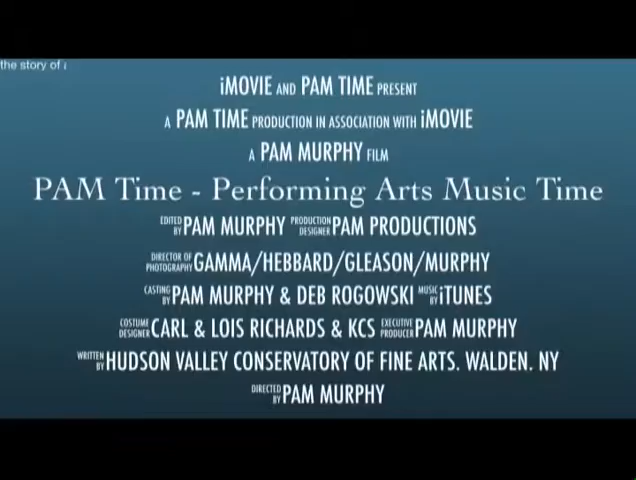 the story of
iMOVIE AND PAM TIME PRESENT
A PAM TIME PRODUCTION IN ASSOCIATION WITH iMOVIE
A PAM MURPHY FILM
PAM Time - Performing Arts Music Time
EDITED BY PAM MURPHY PRODUCTION DESIGNER PAM PRODUCTIONS
DIRECTOR OF PHOTOGRAPHY GAMMA/HEBBARD/GLEASON/MURPHY
CASTING BY PAM MURPHY & DEB ROGOWSKI MUSIC BY iTUNES
COSTUME DESIGNER CARL & LOIS RICHARDS & KCS EXECUTIVE PRODUCER PAM MURPHY
WRITTEN BY HUDSON VALLEY CONSERVATORY OF FINE ARTS. WALDEN. NY
DIRECTED BY PAM MURPHY